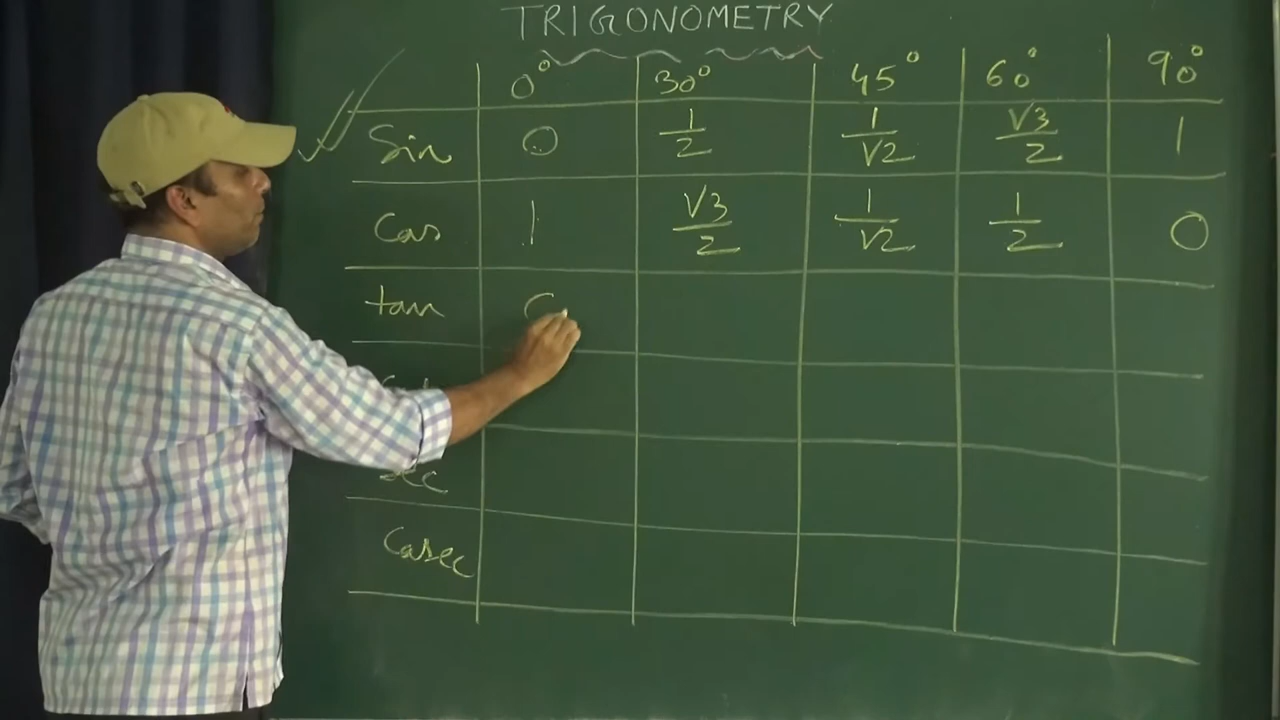 TRIGONOMETRY
0° 30° 45° 60° 90°
Sin 0 1/2 1/√2 √3/2 1
Cos 1 √3/2 1/√2 1/2 0
tan
sec
Cosec